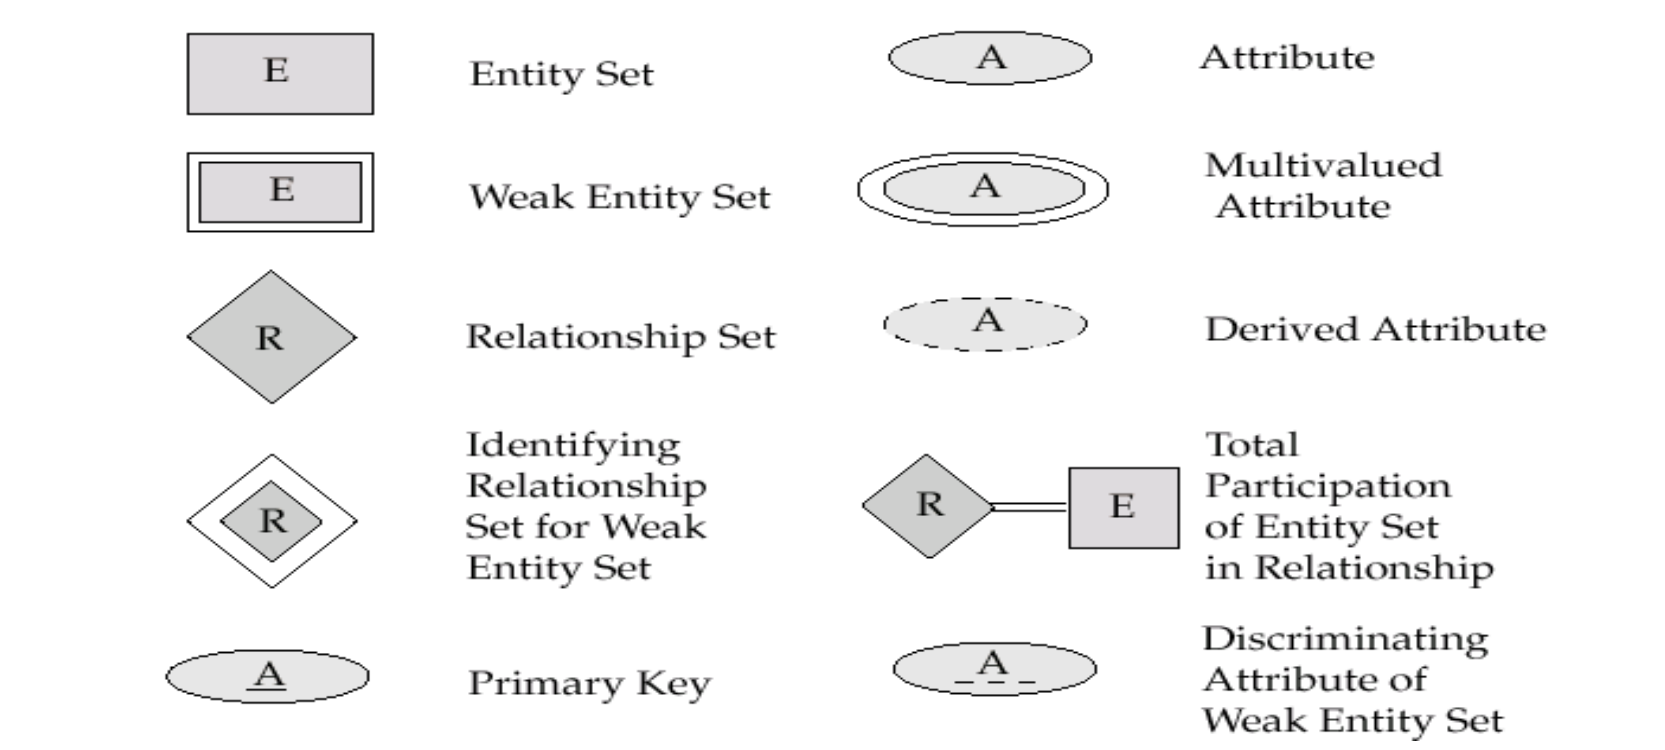 E
Entity Set
A
Attribute
E
Weak Entity Set
A
Multivalued
Attribute
R
Relationship Set
A
Derived Attribute
R
Identifying
Relationship
Set for Weak
Entity Set
R
E
Total
Participation
of Entity Set
in Relationship
A
Primary Key
A
Discriminating
Attribute of
Weak Entity Set